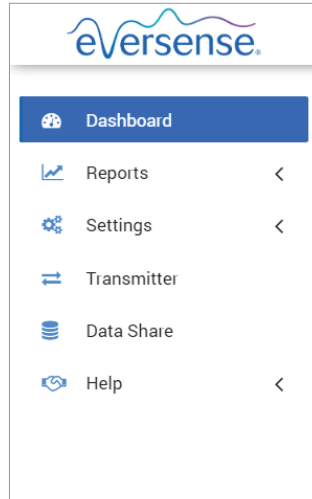 eversense®
Dashboard
Reports
Settings
Transmitter
Data Share
Help